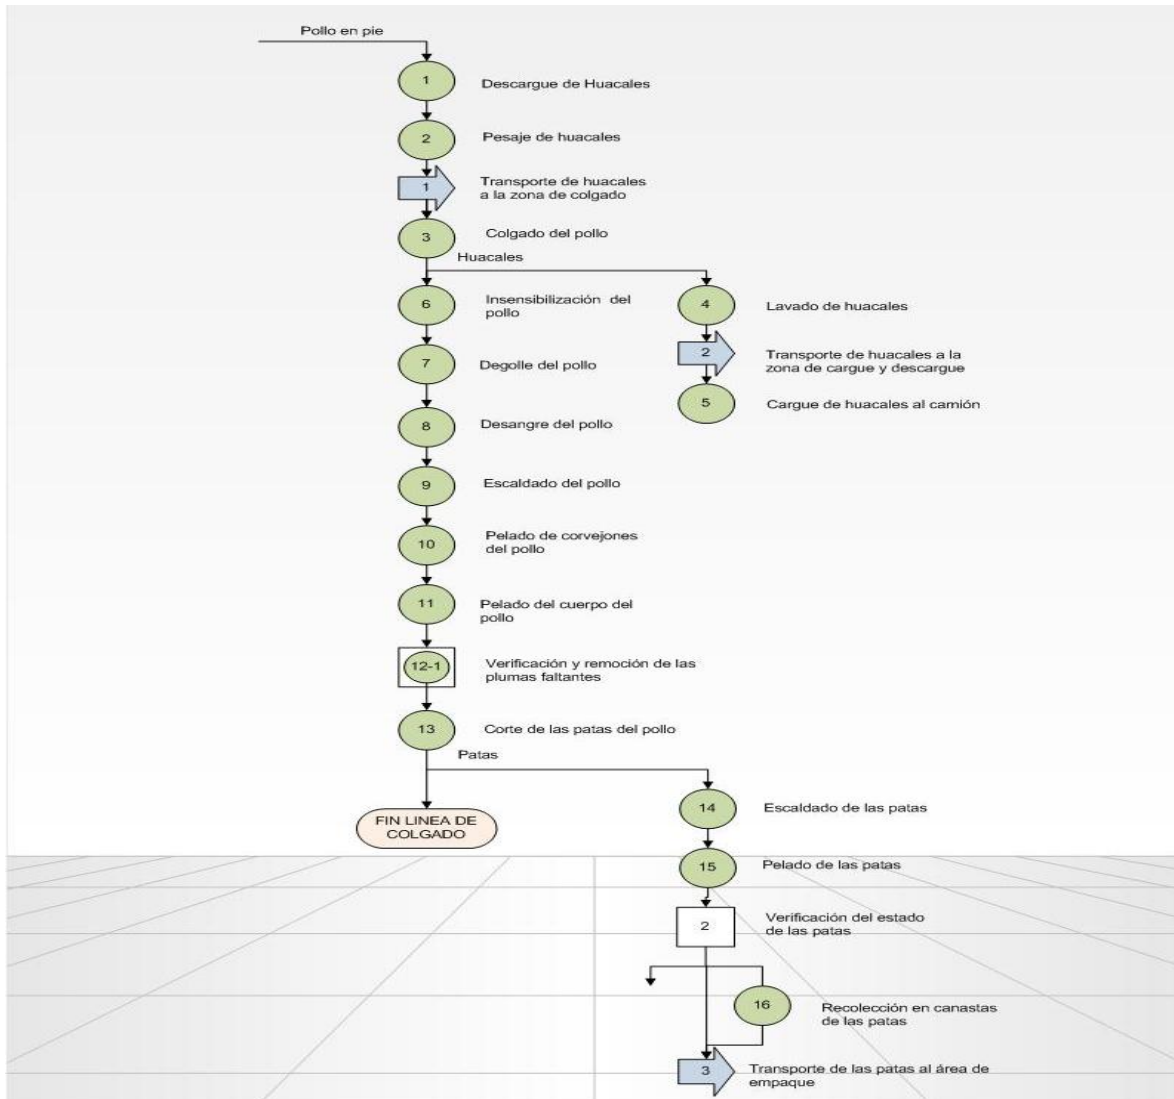 Pollo en pie
1
Descargue de Huacales
2
Pesaje de huacales
1
Transporte de huacales
a la zona de colgado
3
Colgado del pollo
Huacales
6
Insensibilización del
pollo
4
Lavado de huacales
7
Degolle del pollo
2
Transporte de huacales a la
zona de cargue y descargue
5
Cargue de huacales al camión
8
Desangre del pollo
9
Escaldado del pollo
10
Pelado de corvejones
del pollo
11
Pelado del cuerpo del
pollo
12-1
Verificación y remoción de las
plumas faltantes
13
Corte de las patas del pollo
Patas
FIN LINEA DE
COLGADO
14
Escaldado de las patas
15
Pelado de las patas
2
Verificación del estado
de las patas
16
Recolección en canastas
de las patas
3
Transporte de las patas al área de
empaque